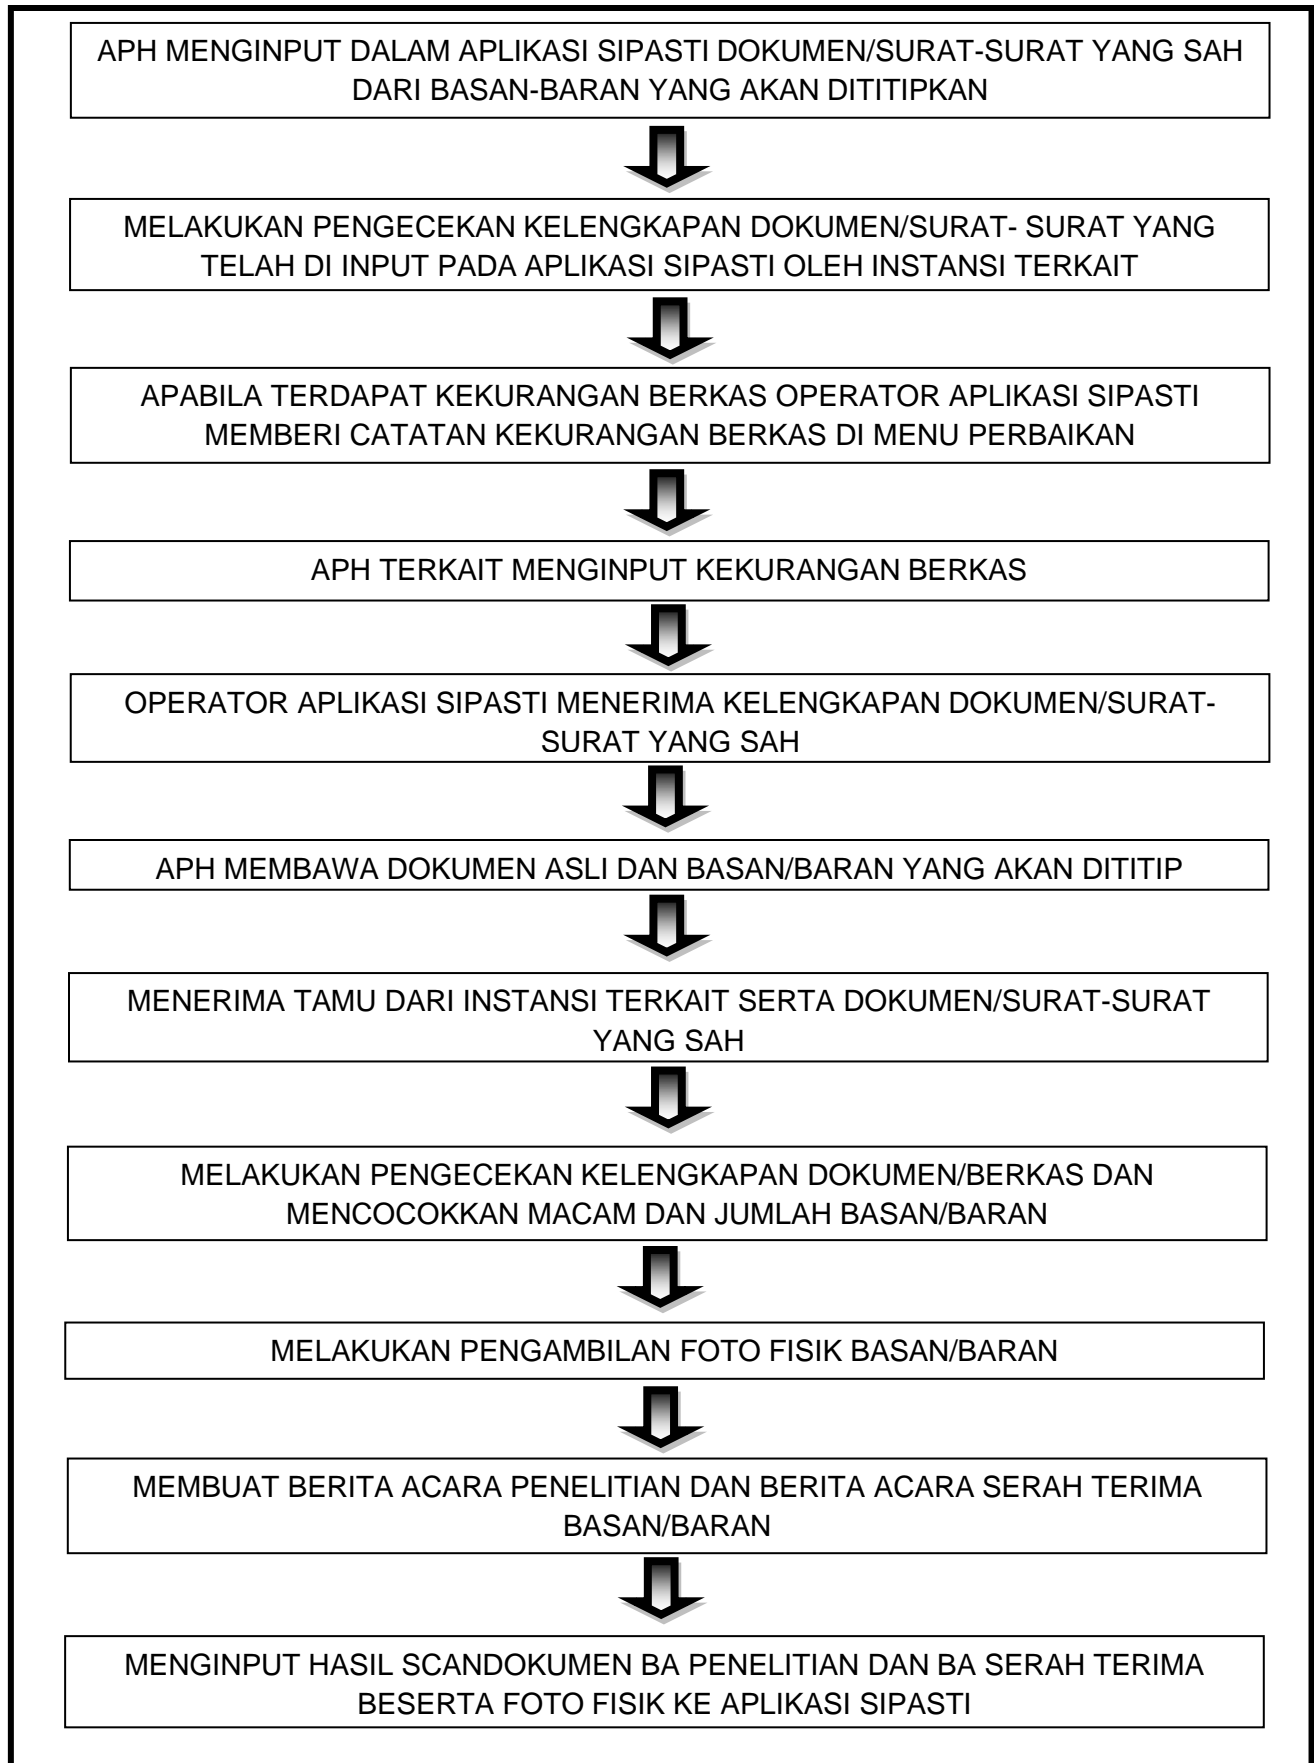 APH MENGINPUT DALAM APLIKASI SIPASTI DOKUMEN/SURAT-SURAT YANG SAH
DARI BASAN-BARAN YANG AKAN DITITIPKAN
MELAKUKAN PENGECEKAN KELENGKAPAN DOKUMEN/SURAT- SURAT YANG
TELAH DI INPUT PADA APLIKASI SIPASTI OLEH INSTANSI TERKAIT
APABILA TERDAPAT KEKURANGAN BERKAS OPERATOR APLIKASI SIPASTI
MEMBERI CATATAN KEKURANGAN BERKAS DI MENU PERBAIKAN
APH TERKAIT MENGINPUT KEKURANGAN BERKAS
OPERATOR APLIKASI SIPASTI MENERIMA KELENGKAPAN DOKUMEN/SURAT-
SURAT YANG SAH
APH MEMBAWA DOKUMEN ASLI DAN BASAN/BARAN YANG AKAN DITITIP
MENERIMA TAMU DARI INSTANSI TERKAIT SERTA DOKUMEN/SURAT-SURAT
YANG SAH
MELAKUKAN PENGECEKAN KELENGKAPAN DOKUMEN/BERKAS DAN
MENCOCOKKAN MACAM DAN JUMLAH BASAN/BARAN
MELAKUKAN PENGAMBILAN FOTO FISIK BASAN/BARAN
MEMBUAT BERITA ACARA PENELITIAN DAN BERITA ACARA SERAH TERIMA
BASAN/BARAN
MENGINPUT HASIL SCANDOKUMEN BA PENELITIAN DAN BA SERAH TERIMA
BESERTA FOTO FISIK KE APLIKASI SIPASTI